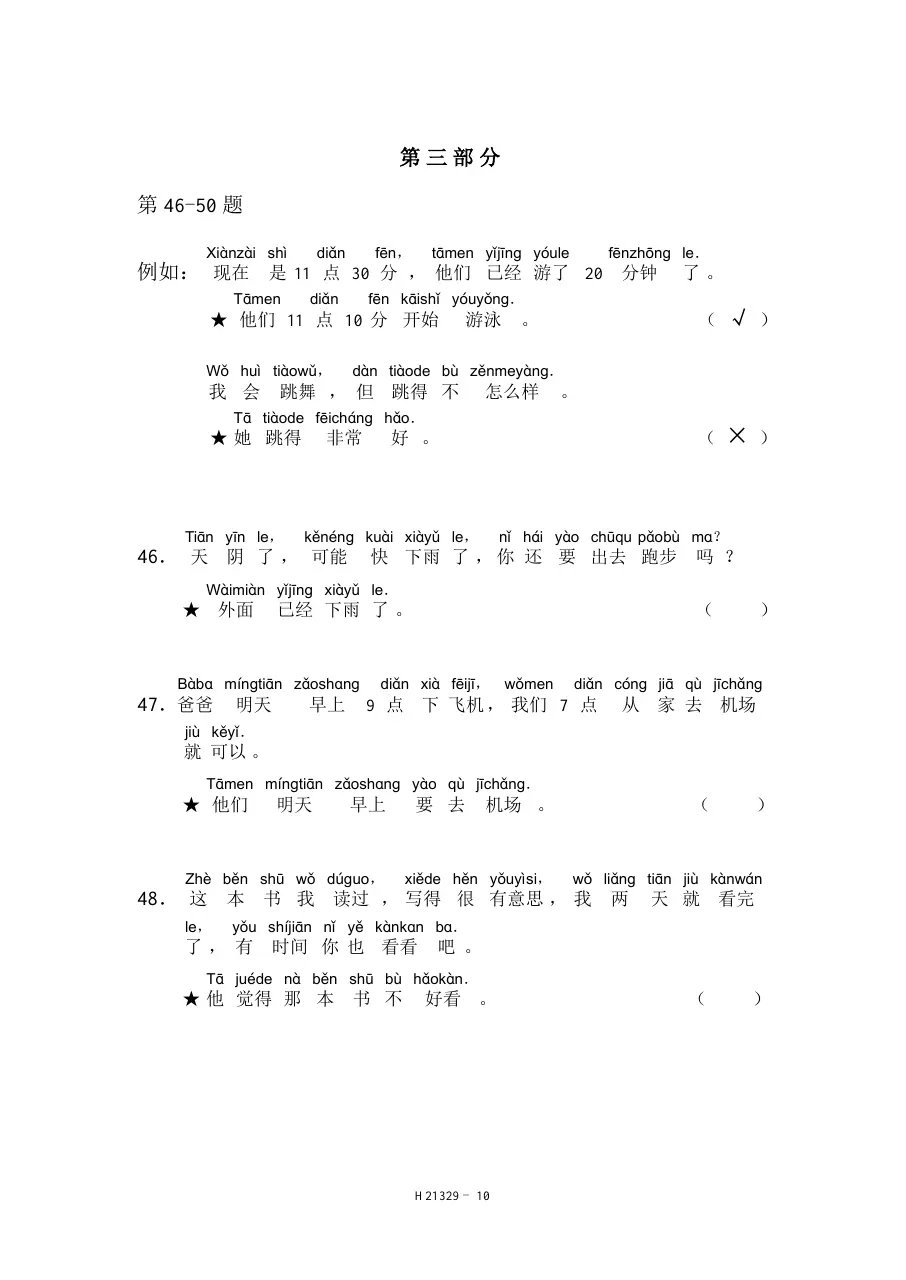 第三部分
第 46-50 题
Xiànzài shì diǎn fēn, tāmen yǐjīng yóule fēnzhōng le.
例如： 现在 是 11 点 30 分， 他们 已经 游了 20 分钟 了。
Tāmen diǎn fēn kāishǐ yóuyǒng.
★ 他们 11 点 10 分 开始 游泳。 （ √ ）
Wǒ huì tiàowǔ, dàn tiàode bù zěnmeyàng.
我 会 跳舞， 但 跳得 不 怎么样。
Tā tiàode fēicháng hǎo.
★ 她 跳得 非常 好。 （ × ）
Tiān yīn le, kěnéng kuài xiàyǔ le, nǐ hái yào chūqu pǎobù ma?
46. 天 阴 了， 可能 快 下雨 了， 你 还 要 出去 跑步 吗？
Wàimiàn yǐjīng xiàyǔ le.
★ 外面 已经 下雨 了。 （ ）
Bàba míngtiān zǎoshang diǎn xià fēijī, wǒmen diǎn cóng jiā qù jīchǎng
47. 爸爸 明天 早上 9 点 下 飞机， 我们 7 点 从 家 去 机场
jiù kěyǐ.
就 可以。
Tāmen míngtiān zǎoshang yào qù jīchǎng.
★ 他们 明天 早上 要 去 机场。 （ ）
Zhè běn shū wǒ dúguo, xiěde hěn yǒuyìsi, wǒ liǎng tiān jiù kànwán
48. 这 本 书 我 读过， 写得 很 有意思， 我 两 天 就 看完
le, yǒu shíjiān nǐ yě kànkan ba.
了， 有 时间 你 也 看看 吧。
Tā juéde nà běn shū bù hǎokàn.
★ 他 觉得 那 本 书 不 好看。 （ ）
H21329 - 10